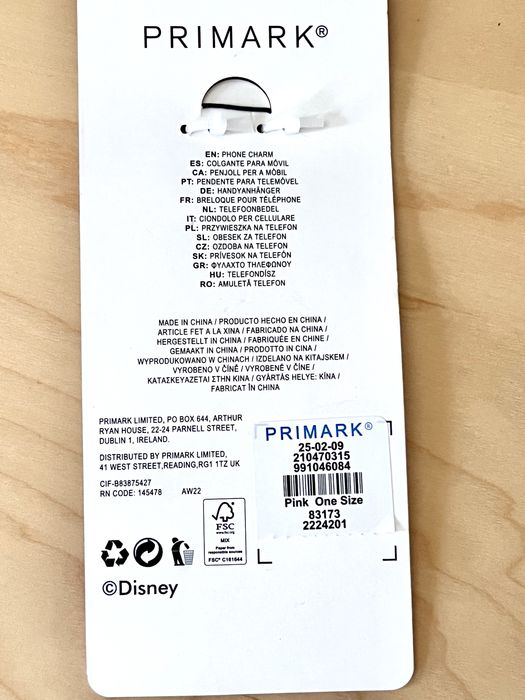 PRIMARK®
EN: PHONE CHARM
ES: COLGANTE PARA MÓVIL
CA: PENJOLL PER A MÒBIL
PT: PENDENTE PARA TELEMÓVEL
DE: HANDYANHÄNGER
FR: BRELOQUE POUR TÉLÉPHONE
NL: TELEFOONBEDEL
IT: CIONDOLO PER CELLULARE
PL: PRZYWIESZKA NA TELEFON
SL: OBESEK ZA TELEFON
CZ: OZDOBA NA TELEFON
SK: PRÍVESOK NA TELEFÓN
GR: ΦΥΛΑΧΤΟ ΤΗΛΕΦΩΝΟΥ
HU: TELEFONDÍSZ
RO: AMULETĂ TELEFON
MADE IN CHINA / PRODUCTO HECHO EN CHINA /
ARTICLE FET A LA XINA / FABRICADO NA CHINA /
HERGESTELLT IN CHINA / FABRIQUÉE EN CHINE /
GEMAAKT IN CHINA / PRODOTTO IN CINA /
WYPRODUKOWANO W CHINACH / IZDELANO NA KITAJSKEM /
VYROBENO V ČÍNĚ / VYROBENÉ V ČÍNE /
ΚΑΤΑΣΚΕΥΑΖΕΤΑΙ ΣΤΗΝ ΚΙΝΑ / GYÁRTÁS HELYE: KÍNA /
FABRICAT ÎN CHINA
PRIMARK LIMITED, PO BOX 644, ARTHUR
RYAN HOUSE, 22-24 PARNELL STREET,
DUBLIN 1, IRELAND.
DISTRIBUTED BY PRIMARK LIMITED,
41 WEST STREET,READING,RG1 1TZ UK
CIF-B83875427
RN CODE: 145478 AW22
PRIMARK®
25-02-09
210470315
991046084
Pink One Size
83173
2224201
FSC
www.fsc.org
MIX
Paper from
responsible sources
FSC® C161644
©Disney